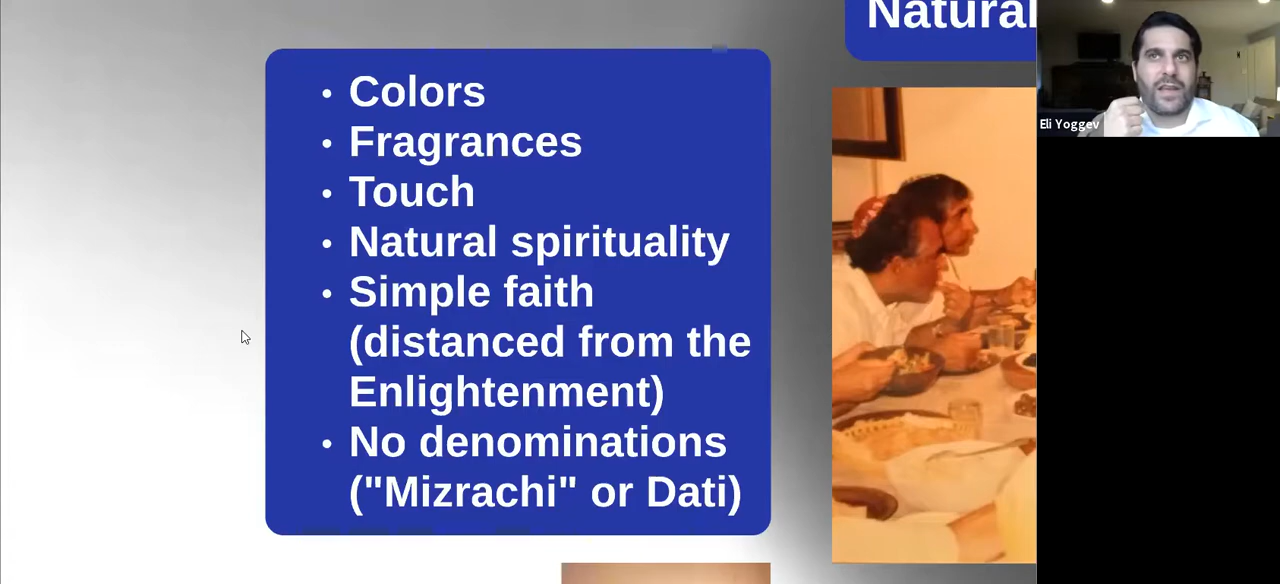 Natural
• Colors
• Fragrances
• Touch
• Natural spirituality
• Simple faith
(distanced from the
Enlightenment)
• No denominations
("Mizrachi" or Dati)
Eli Yoggev